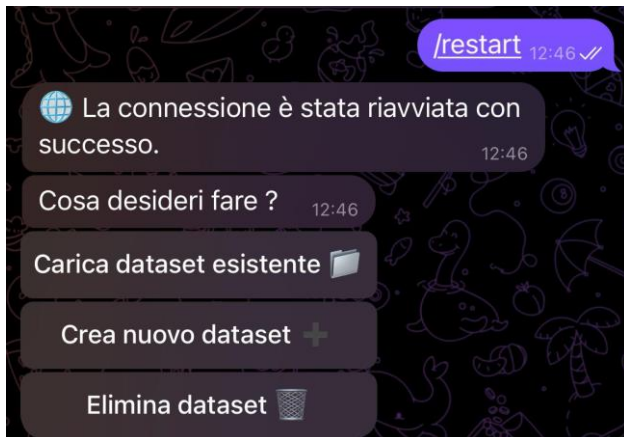 /restart 12:46
🌐 La connessione è stata riavviata con
successo. 12:46
Cosa desideri fare ? 12:46
Carica dataset esistente 📁
Crea nuovo dataset ➕
Elimina dataset 🗑️